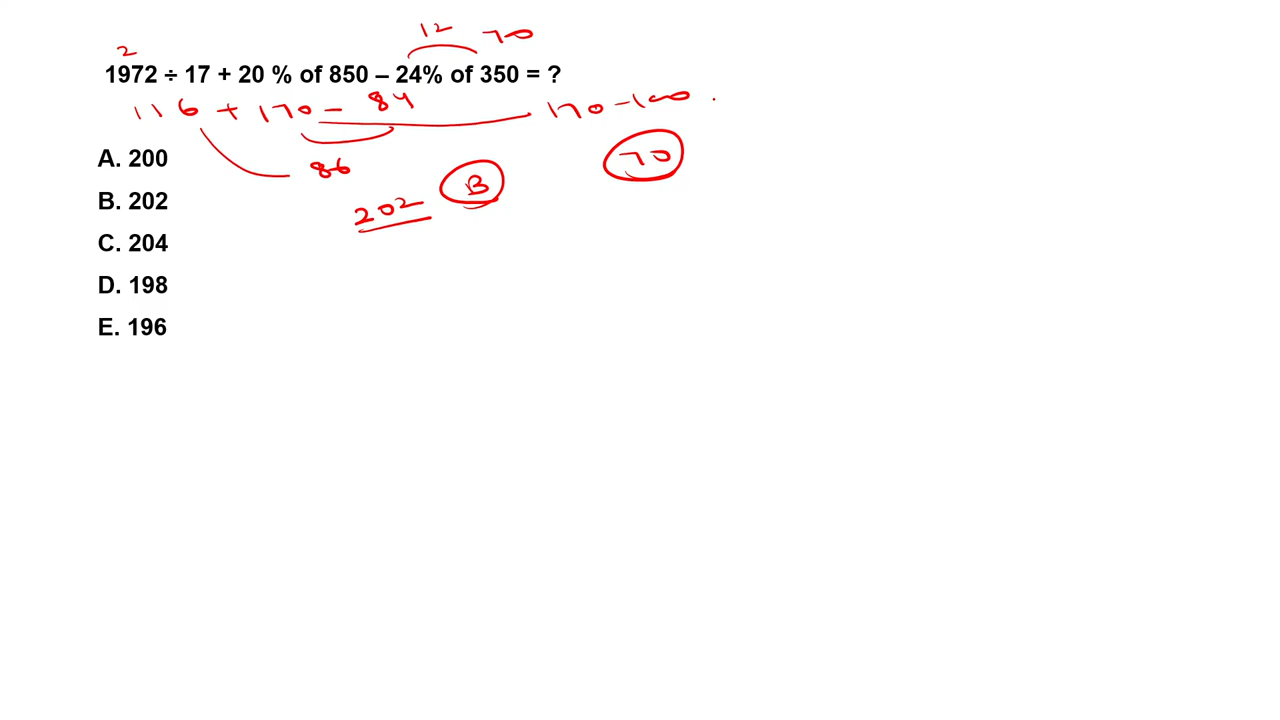 12 70
2
1972 ÷ 17 + 20 % of 850 – 24% of 350 = ?
116 + 170 – 84 170 – 100
A. 200 86 70
B. 202 202 B
C. 204
D. 198
E. 196